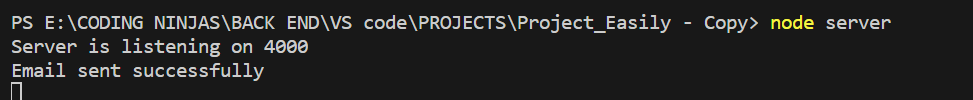 PS E:\CODING NINJAS\BACK END\VS code\PROJECTS\Project_Easily - Copy> node server
Server is listening on 4000
Email sent successfully